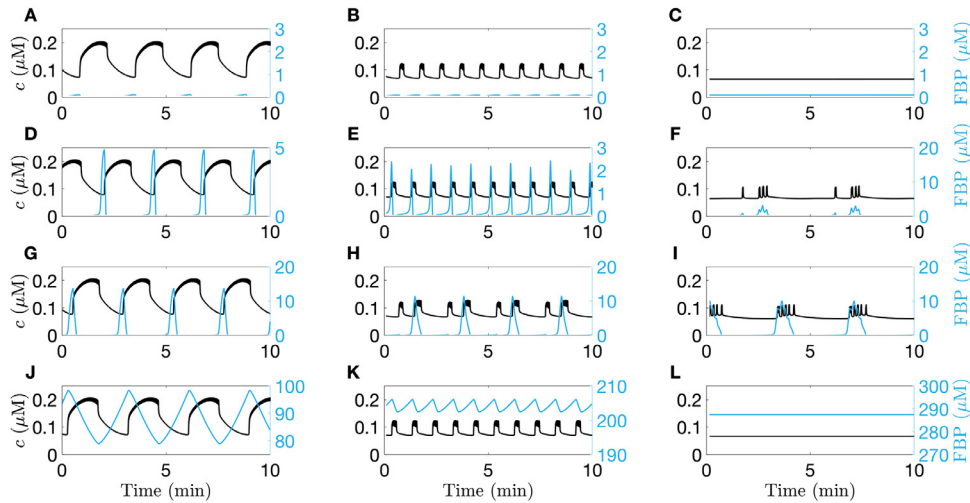 A B C
c (μM) 0.2 0.1 0 3 2 1 0 0.2 0.1 0 3 2 1 0 0.2 0.1 0 3 2 1 0 FBP (μM)
0 5 10 0 5 10 0 5 10
D E F
c (μM) 0.2 0.1 0 5 0 0.2 0.1 0 3 2 1 0 0.2 0.1 0 20 10 0 FBP (μM)
0 5 10 0 5 10 0 5 10
G H I
c (μM) 0.2 0.1 0 20 10 0 0.2 0.1 0 20 10 0 0.2 0.1 0 20 10 0 FBP (μM)
0 5 10 0 5 10 0 5 10
J K L
c (μM) 0.2 0.1 0 100 90 80 0.2 0.1 0 210 200 190 0.2 0.1 0 300 290 280 270 FBP (μM)
0 5 10 0 5 10 0 5 10
Time (min) Time (min) Time (min)